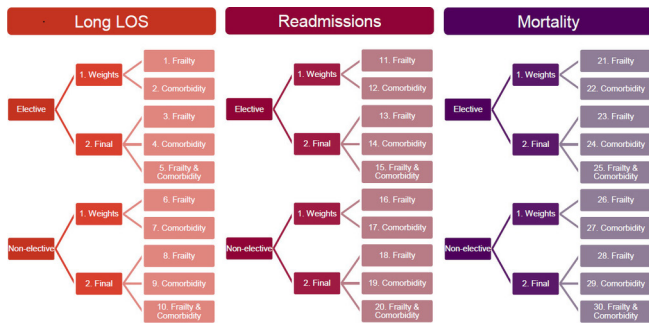 Long LOS
Elective
1. Weights
1. Frailty
2. Comorbidity
2. Final
3. Frailty
4. Comorbidity
5. Frailty &
Comorbidity
Non-elective
1. Weights
6. Frailty
7. Comorbidity
2. Final
8. Frailty
9. Comorbidity
10. Frailty &
Comorbidity
Readmissions
Elective
1. Weights
11. Frailty
12. Comorbidity
2. Final
13. Frailty
14. Comorbidity
15. Frailty &
Comorbidity
Non-elective
1. Weights
16. Frailty
17. Comorbidity
2. Final
18. Frailty
19. Comorbidity
20. Frailty &
Comorbidity
Mortality
Elective
1. Weights
21. Frailty
22. Comorbidity
2. Final
23. Frailty
24. Comorbidity
25. Frailty &
Comorbidity
Non-elective
1. Weights
26. Frailty
27. Comorbidity
2. Final
28. Frailty
29. Comorbidity
30. Frailty &
Comorbidity